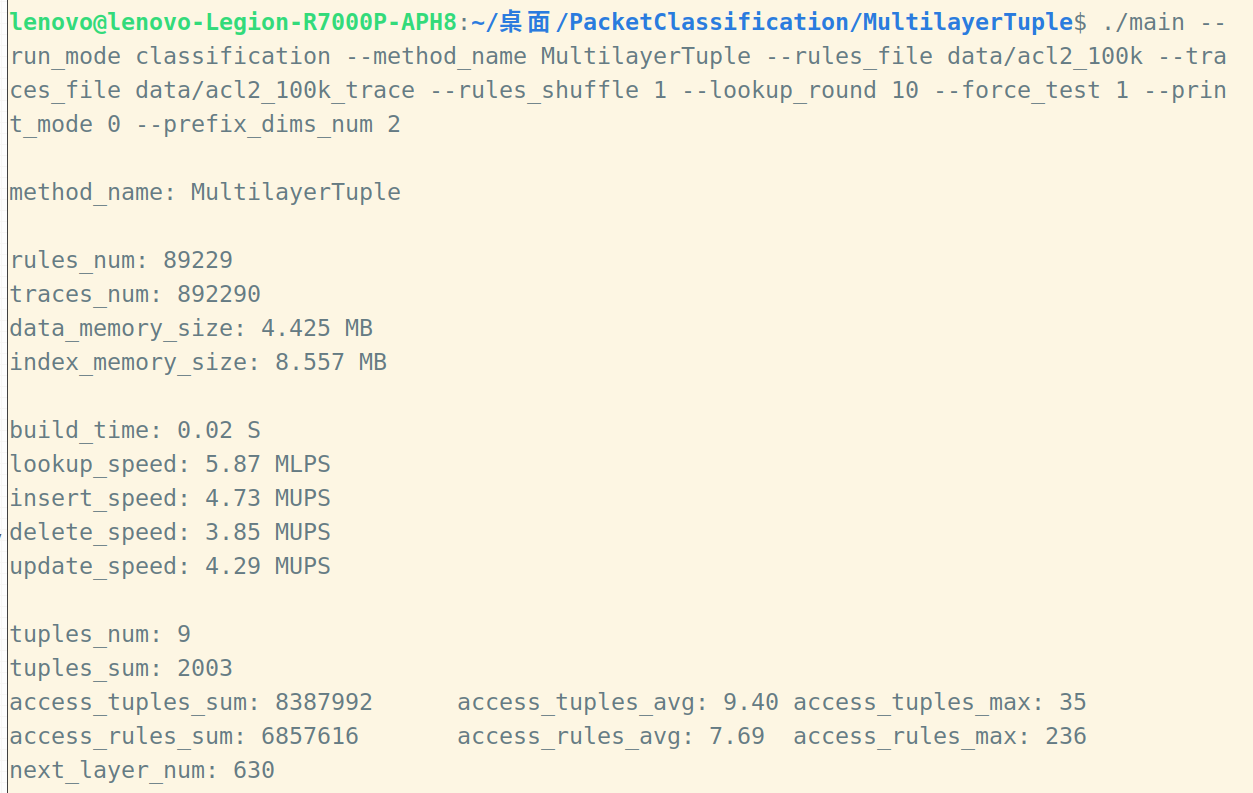 lenovo@lenovo-Legion-R7000P-APH8:~/桌面/PacketClassification/MultilayerTuple$ ./main --
run_mode classification --method_name MultilayerTuple --rules_file data/acl2_100k --tra
ces_file data/acl2_100k_trace --rules_shuffle 1 --lookup_round 10 --force_test 1 --prin
t_mode 0 --prefix_dims_num 2
method_name: MultilayerTuple
rules_num: 89229
traces_num: 892290
data_memory_size: 4.425 MB
index_memory_size: 8.557 MB
build_time: 0.02 S
lookup_speed: 5.87 MLPS
insert_speed: 4.73 MUPS
delete_speed: 3.85 MUPS
update_speed: 4.29 MUPS
tuples_num: 9
tuples_sum: 2003
access_tuples_sum: 8387992 access_tuples_avg: 9.40 access_tuples_max: 35
access_rules_sum: 6857616 access_rules_avg: 7.69 access_rules_max: 236
next_layer_num: 630